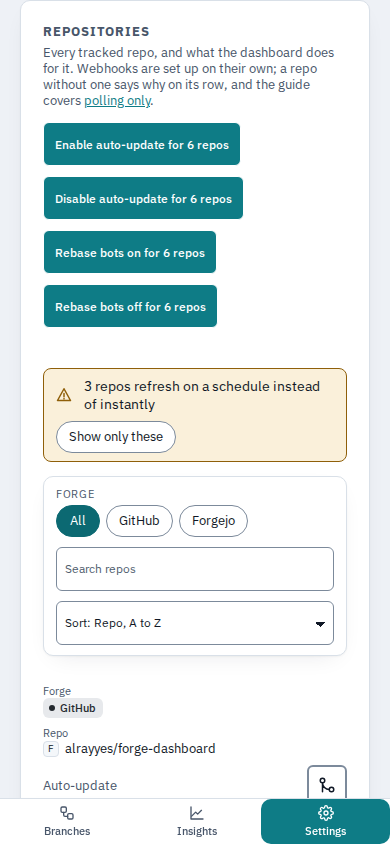 REPOSITORIES
Every tracked repo, and what the dashboard does
for it. Webhooks are set up on their own; a repo
without one says why on its row, and the guide
covers polling only.
Enable auto-update for 6 repos
Disable auto-update for 6 repos
Rebase bots on for 6 repos
Rebase bots off for 6 repos
3 repos refresh on a schedule instead
of instantly
Show only these
FORGE
All GitHub Forgejo
Search repos
Sort: Repo, A to Z
Forge
GitHub
Repo
F alrayyes/forge-dashboard
Auto-update
Branches Insights Settings